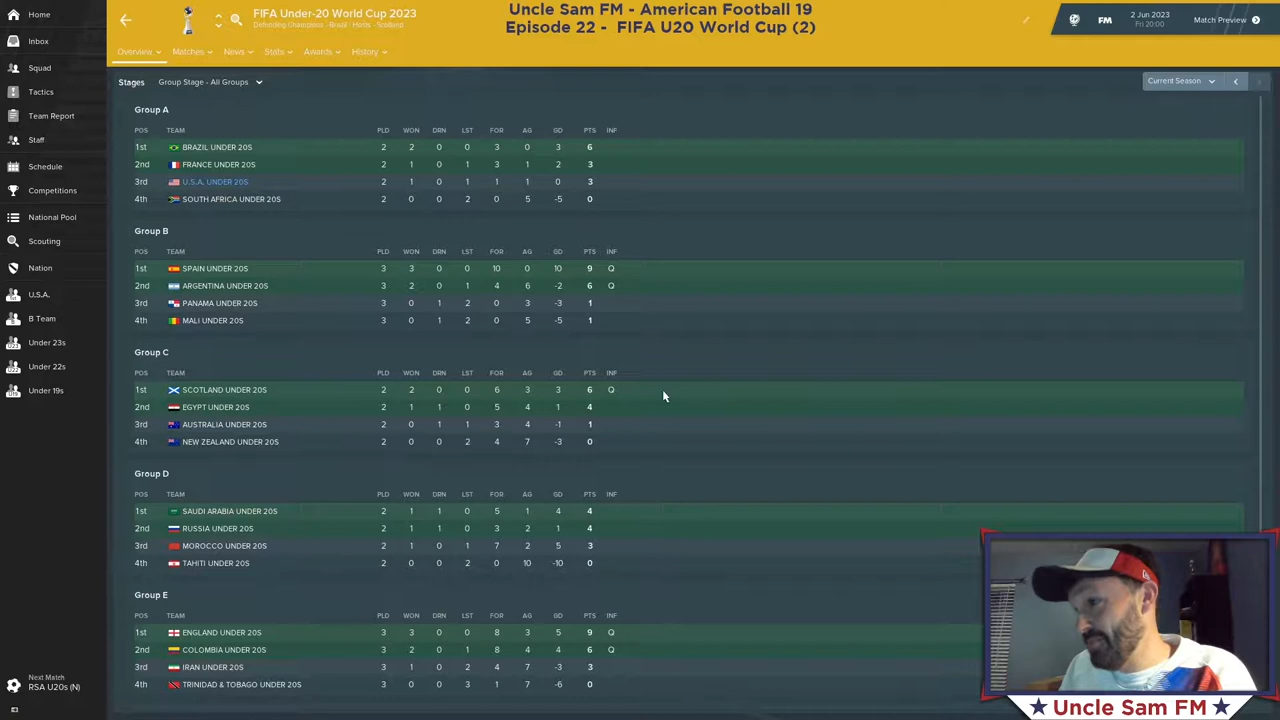 Home
Inbox
Squad
Tactics
Team Report
Staff
Schedule
Competitions
National Pool
Scouting
Nation
U.S.A.
B Team
Under 23s
Under 22s
Under 19s
Next Match
RSA U20s (N)
FIFA Under-20 World Cup 2023
Uncle Sam FM - American Football 19
Episode 22 - FIFA U20 World Cup (2)
FM
2 Jun 2023
Fri 20:00
Match Preview
Overview Matches News Stats Awards History
Stages Group Stage - All Groups
Current Season
Group A
POS TEAM PLD WON DRN LST FOR AG GD PTS INF
1st BRAZIL UNDER 20S 2 2 0 0 3 0 3 6
2nd FRANCE UNDER 20S 2 1 0 1 3 1 2 3
3rd U.S.A. UNDER 20S 2 1 0 1 1 1 0 3
4th SOUTH AFRICA UNDER 20S 2 0 0 2 0 5 -5 0
Group B
POS TEAM PLD WON DRN LST FOR AG GD PTS INF
1st SPAIN UNDER 20S 3 3 0 0 10 0 10 9 Q
2nd ARGENTINA UNDER 20S 3 2 0 1 4 6 -2 6 Q
3rd PANAMA UNDER 20S 3 0 1 2 0 3 -3 1
4th MALI UNDER 20S 3 0 1 2 0 5 -5 1
Group C
POS TEAM PLD WON DRN LST FOR AG GD PTS INF
1st SCOTLAND UNDER 20S 2 2 0 0 6 3 3 6 Q
2nd EGYPT UNDER 20S 2 1 1 0 5 4 1 4
3rd AUSTRALIA UNDER 20S 2 0 1 1 3 4 -1 1
4th NEW ZEALAND UNDER 20S 2 0 0 2 4 7 -3 0
Group D
POS TEAM PLD WON DRN LST FOR AG GD PTS INF
1st SAUDI ARABIA UNDER 20S 2 1 1 0 5 1 4 4
2nd RUSSIA UNDER 20S 2 1 1 0 3 2 1 4
3rd MOROCCO UNDER 20S 2 1 0 1 7 2 5 3
4th TAHITI UNDER 20S 2 0 0 2 0 10 -10 0
Group E
POS TEAM PLD WON DRN LST FOR AG GD PTS INF
1st ENGLAND UNDER 20S 3 3 0 0 8 3 5 9 Q
2nd COLOMBIA UNDER 20S 3 2 0 1 8 4 4 6 Q
3rd IRAN UNDER 20S 3 1 0 2 4 7 -3 3
4th TRINIDAD & TOBAGO UNDER 3 0 0 3 1 7 -6 0
Uncle Sam FM